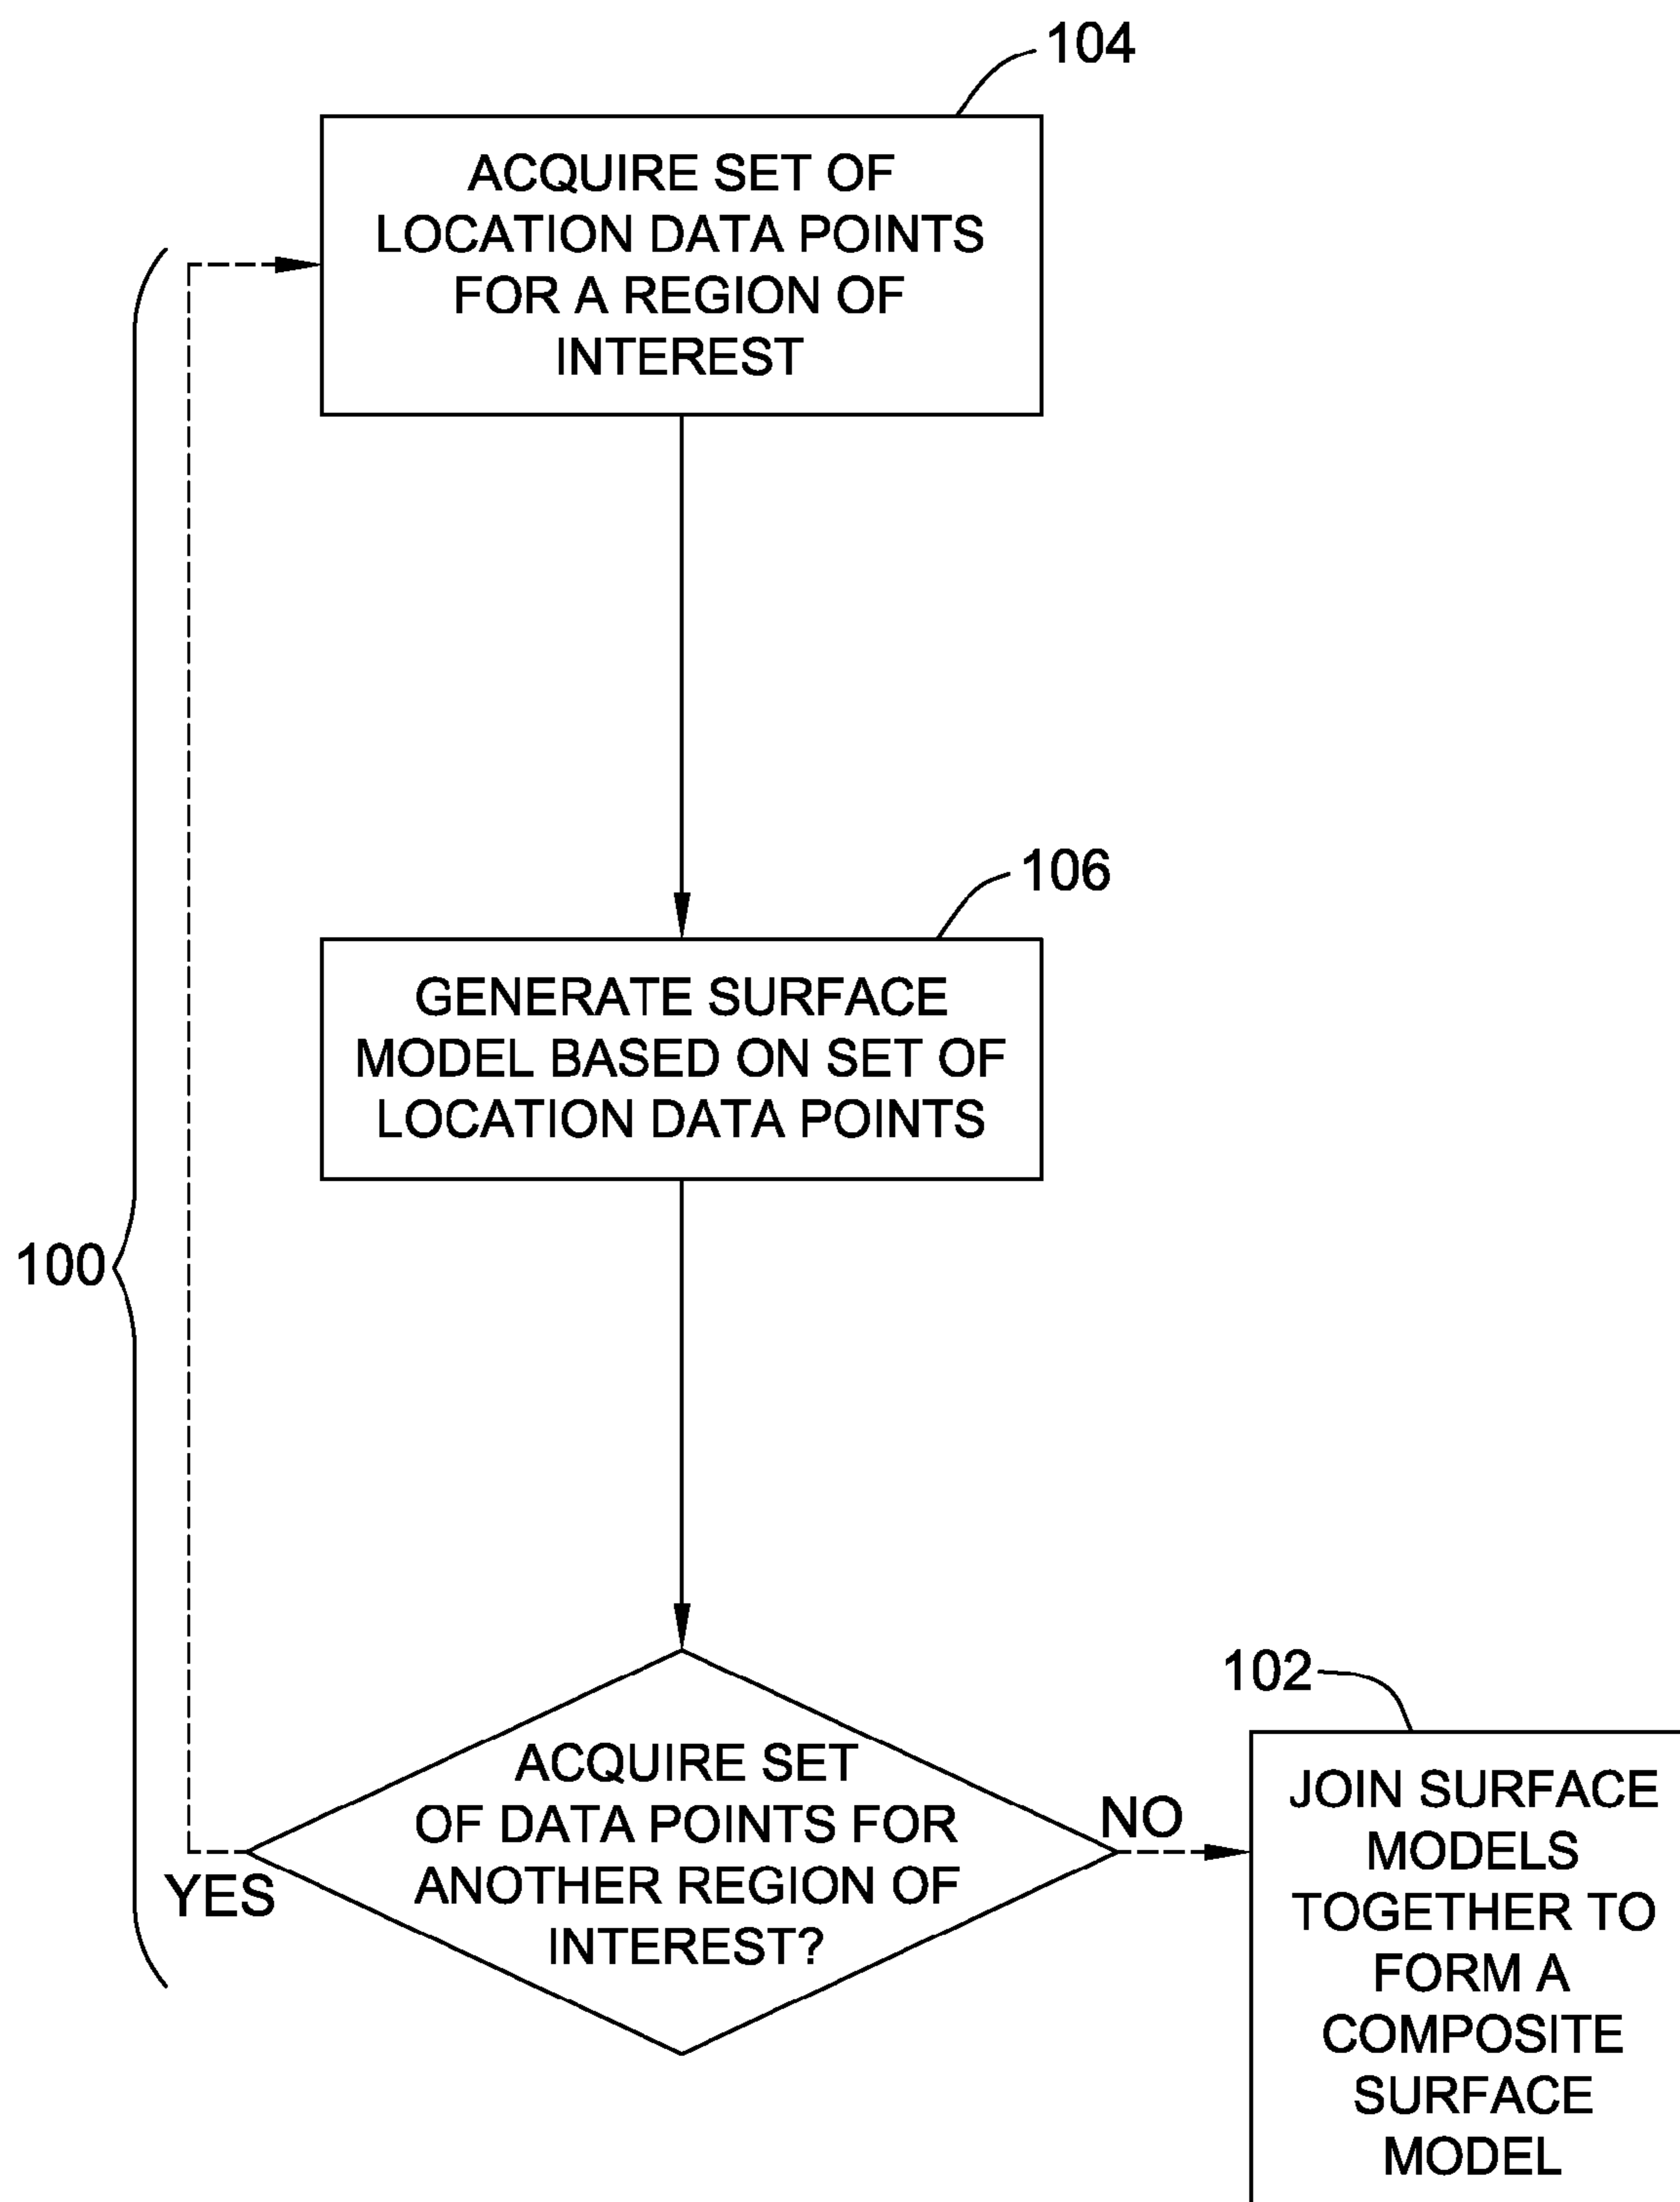 104
ACQUIRE SET OF
LOCATION DATA POINTS
FOR A REGION OF
INTEREST
106
GENERATE SURFACE
MODEL BASED ON SET OF
LOCATION DATA POINTS
100
102
ACQUIRE SET
OF DATA POINTS FOR
ANOTHER REGION OF
INTEREST?
YES
NO
JOIN SURFACE
MODELS
TOGETHER TO
FORM A
COMPOSITE
SURFACE
MODEL